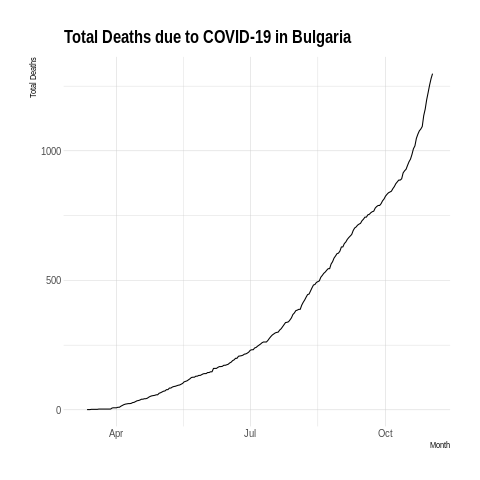 Total Deaths due to COVID-19 in Bulgaria
Total Deaths
1000
500
0
Apr
Jul
Oct
Month